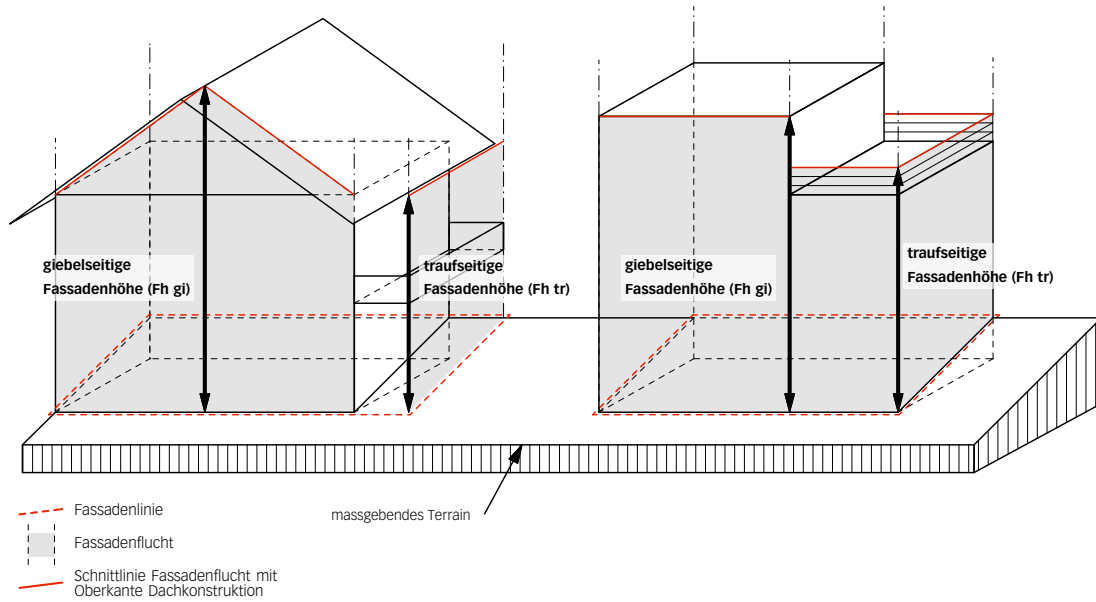 giebelseitige
Fassadenhöhe (Fh gi)
traufseitige
Fassadenhöhe (Fh tr)
giebelseitige
Fassadenhöhe (Fh gi)
traufseitige
Fassadenhöhe (Fh tr)
massgebendes Terrain
Fassadenlinie
Fassadenflucht
Schnittlinie Fassadenflucht mit
Oberkante Dachkonstruktion